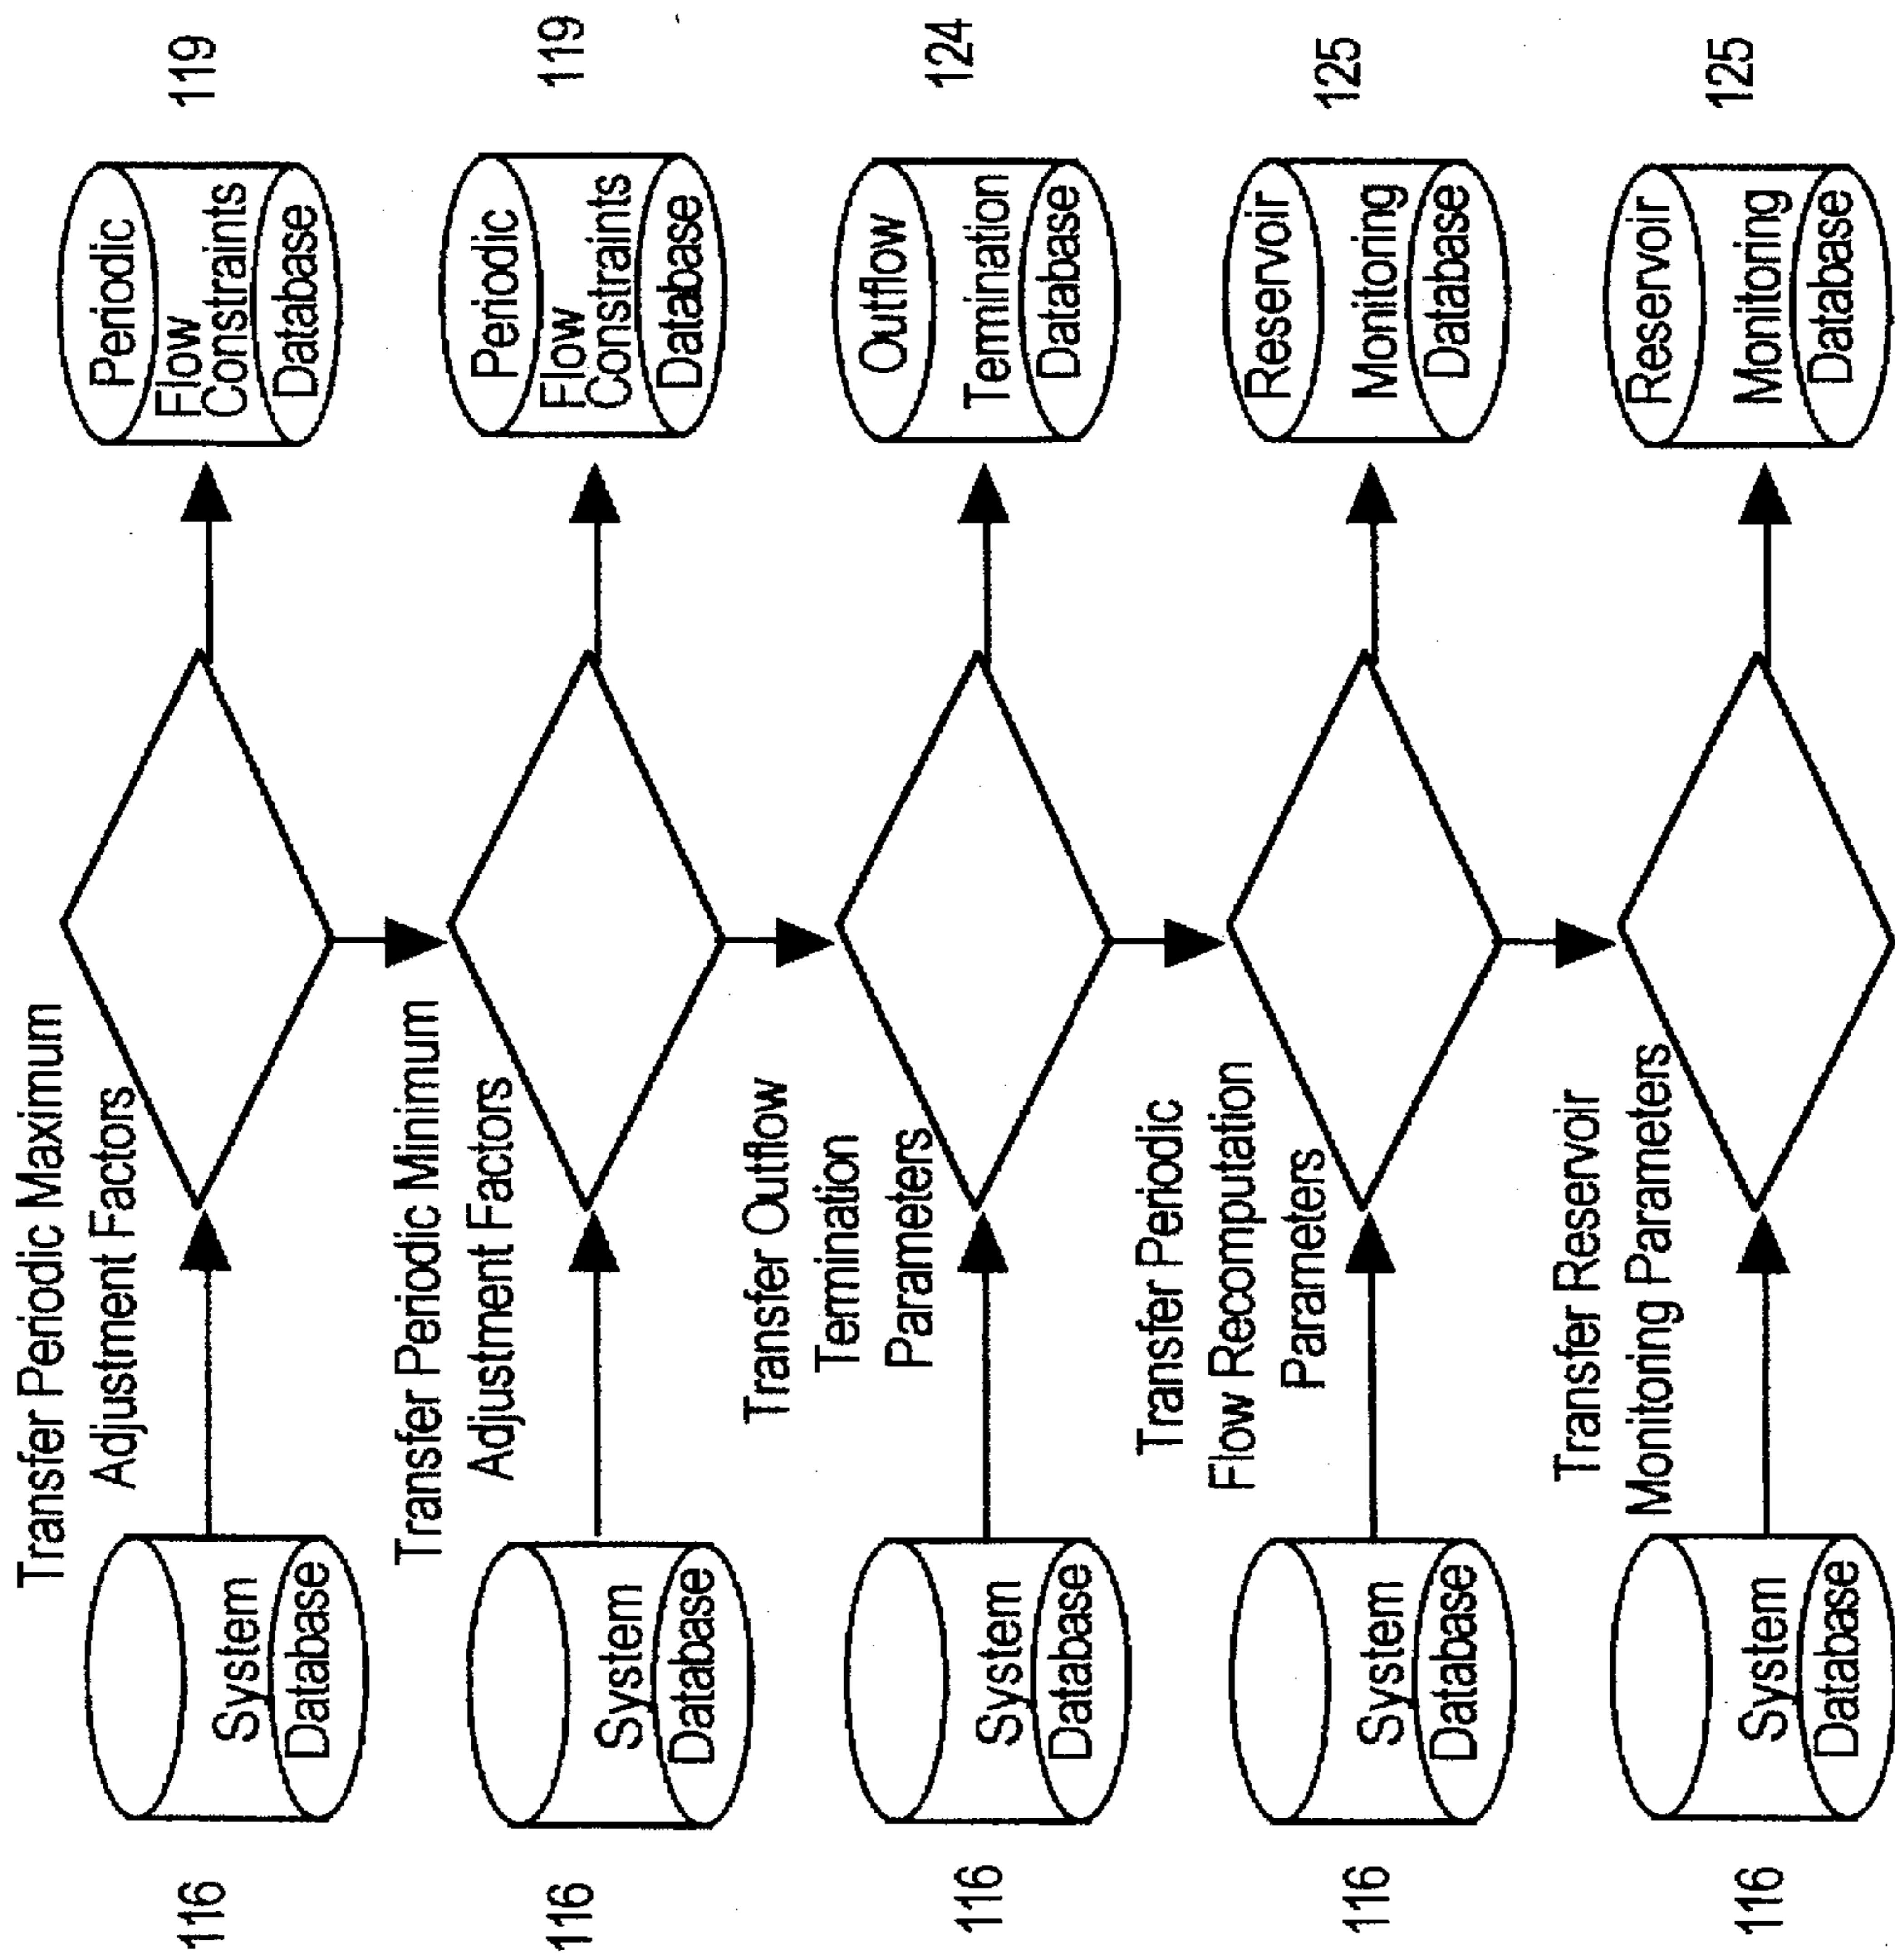 Transfer Periodic Maximum
Adjustment Factors
116
System
Database
Periodic
Flow
Constraints
Database
119
Transfer Periodic Minimum
Adjustment Factors
116
System
Database
Periodic
Flow
Constraints
Database
119
Transfer Outflow
Temination
Parameters
116
System
Database
Outflow
Termination
Database
124
Transfer Periodic
Flow Recomputation
Parameters
116
System
Database
Reservoir
Monitoring
Database
125
Transfer Reservoir
Monitoring Parameters
116
System
Database
Reservoir
Monitoring
Database
125